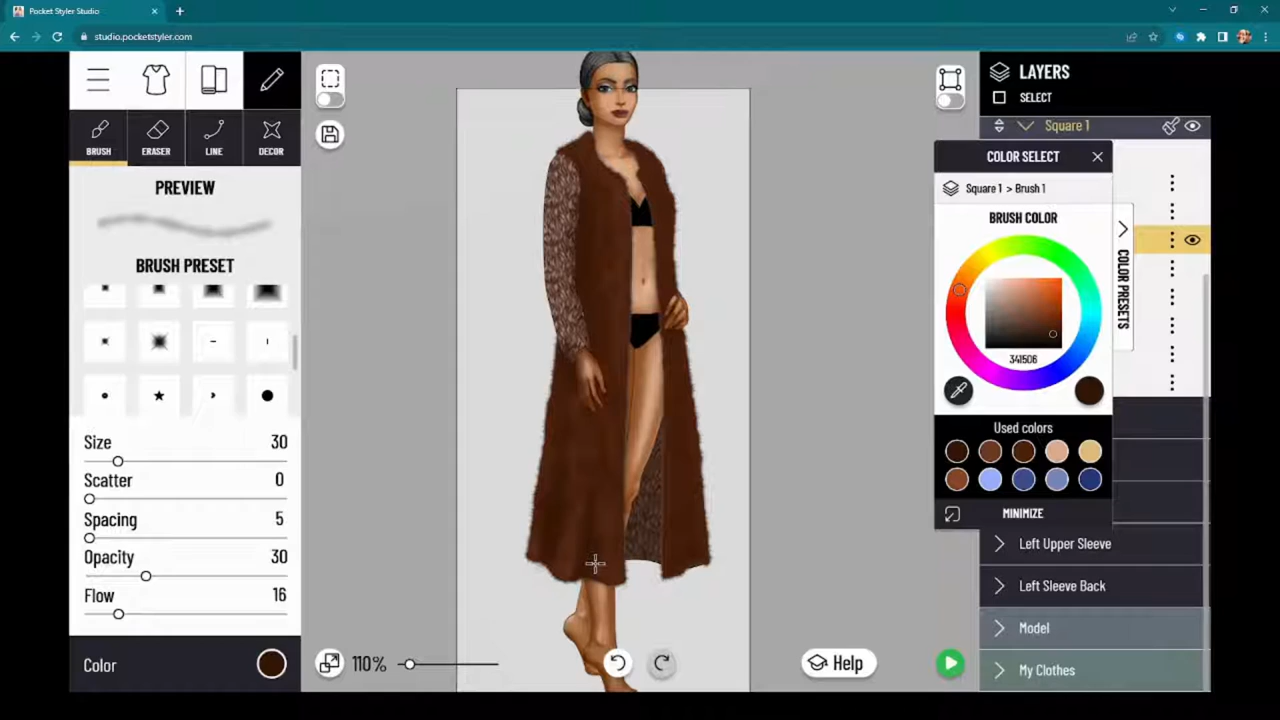 Pocket Styler Studio
studio.pocketstyler.com
BRUSH
ERASER
LINE
DECOR
PREVIEW
BRUSH PRESET
Size 30
Scatter 0
Spacing 5
Opacity 30
Flow 16
Color
110%
Help
LAYERS
SELECT
Square 1
COLOR SELECT
Square 1 > Brush 1
BRUSH COLOR
341506
COLOR PRESETS
Used colors
MINIMIZE
Left Upper Sleeve
Left Sleeve Back
Model
My Clothes